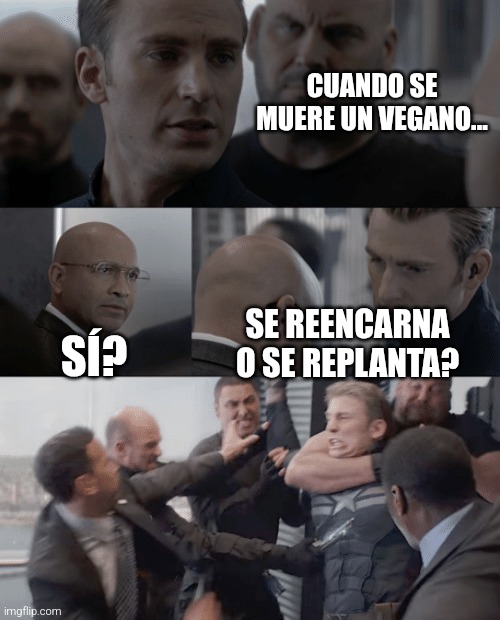 CUANDO SE
MUERE UN VEGANO...
SÍ?
SE REENCARNA
O SE REPLANTA?
imgflip.com